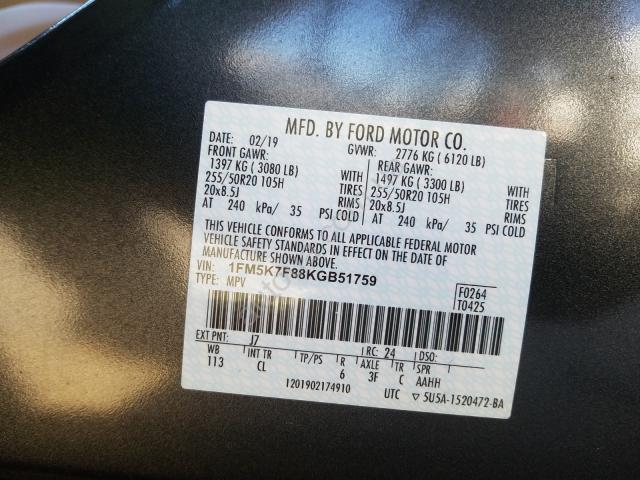 MFD. BY FORD MOTOR CO.
DATE: 02/19 GVWR: 2776 KG ( 6120 LB)
FRONT GAWR: REAR GAWR:
1397 KG ( 3080 LB) WITH 1497 KG ( 3300 LB) WITH
255/50R20 105H TIRES 255/50R20 105H TIRES
20x8.5J RIMS 20x8.5J RIMS
AT 240 kPa/ 35 PSI COLD AT 240 kPa/ 35 PSI COLD
THIS VEHICLE CONFORMS TO ALL APPLICABLE FEDERAL MOTOR
VEHICLE SAFETY STANDARDS IN EFFECT ON THE DATE OF
MANUFACTURE SHOWN ABOVE.
VIN: 1FM5K7F88KGB51759
TYPE: MPV
F0264
T0425
EXT PNT: J7 RC: 24 DSO:
WB INT TR TP/PS R AXLE TR SPR
113 CL 6 3F C AAHH
1201902174910 UTC ▽ 5U5A-1520472-BA